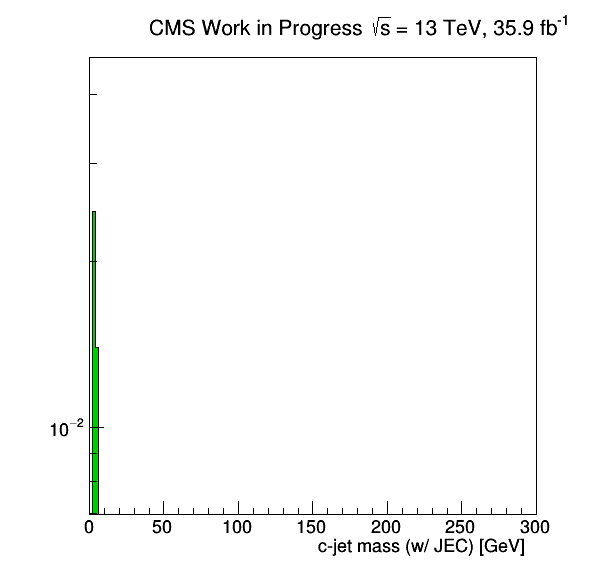 CMS Work in Progress √s = 13 TeV, 35.9 fb⁻¹
10⁻²
0 50 100 150 200 250 300
c-jet mass (w/ JEC) [GeV]